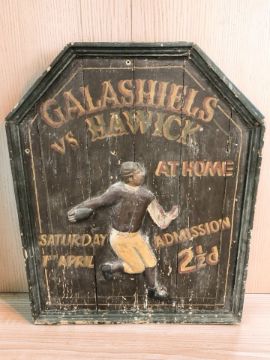 GALASHIELS
VS HAWICK
AT HOME
SATURDAY
1ST APRIL
ADMISSION
2½d